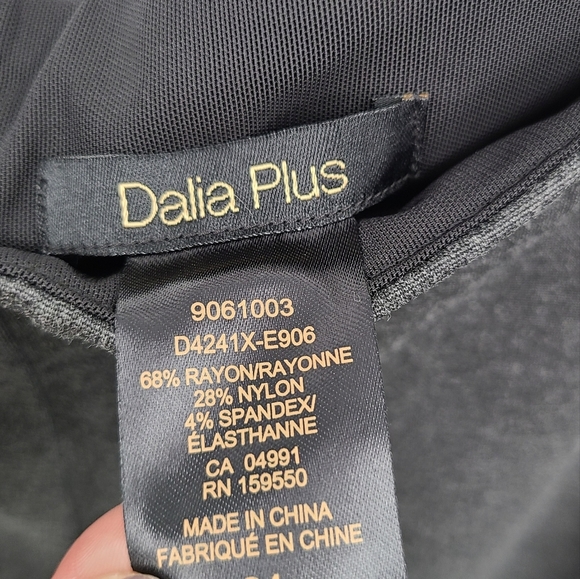 Dalia Plus
9061003
D4241X-E906
68% RAYON/RAYONNE
28% NYLON
4% SPANDEX/
ÉLASTHANNE
CA 04991
RN 159550
MADE IN CHINA
FABRIQUÉ EN CHINE